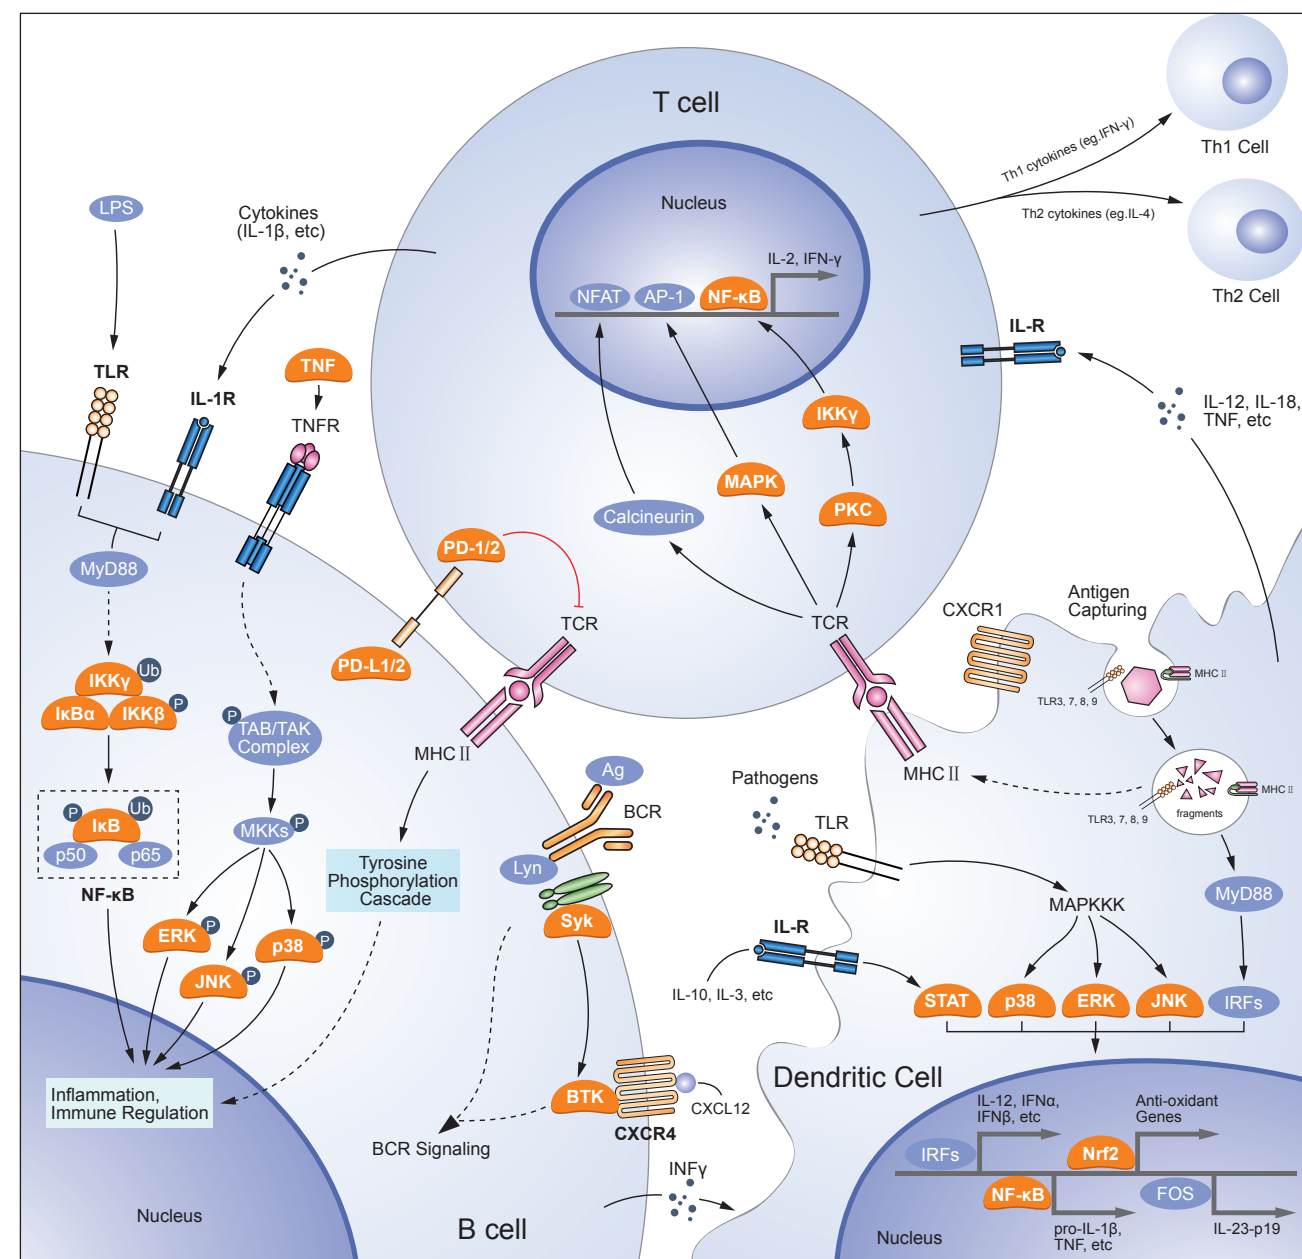 T cell
Nucleus
NFAT
AP-1
NF-κB
IL-2, IFN-γ
IKKγ
MAPK
PKC
Calcineurin
TCR
TCR
Th1 cytokines (eg.IFN-γ)
Th2 cytokines (eg.IL-4)
Th1 Cell
Th2 Cell
IL-R
IL-12, IL-18,
TNF, etc
LPS
Cytokines
(IL-1β, etc)
TLR
IL-1R
TNF
TNFR
MyD88
IKKγ
Ub
IκBα
IKKβ
P
P
Ub
IκB
p50
p65
NF-κB
P
TAB/TAK
Complex
MKKs
P
ERK
P
JNK
P
p38
P
PD-1/2
PD-L1/2
MHC II
Tyrosine
Phosphorylation
Cascade
Ag
BCR
Lyn
Syk
BTK
CXCR4
CXCL12
BCR Signaling
Inflammation,
Immune Regulation
Nucleus
B cell
INFγ
CXCR1
Antigen
Capturing
TLR3, 7, 8, 9
MHC II
MHC II
fragments
TLR3, 7, 8, 9
MHC II
Pathogens
TLR
MAPKKK
MyD88
IL-R
IL-10, IL-3, etc
STAT
p38
ERK
JNK
IRFs
Dendritic Cell
IL-12, IFNα,
IFNβ, etc
Anti-oxidant
Genes
IRFs
Nrf2
NF-κB
FOS
pro-IL-1β,
TNF, etc
IL-23-p19
Nucleus